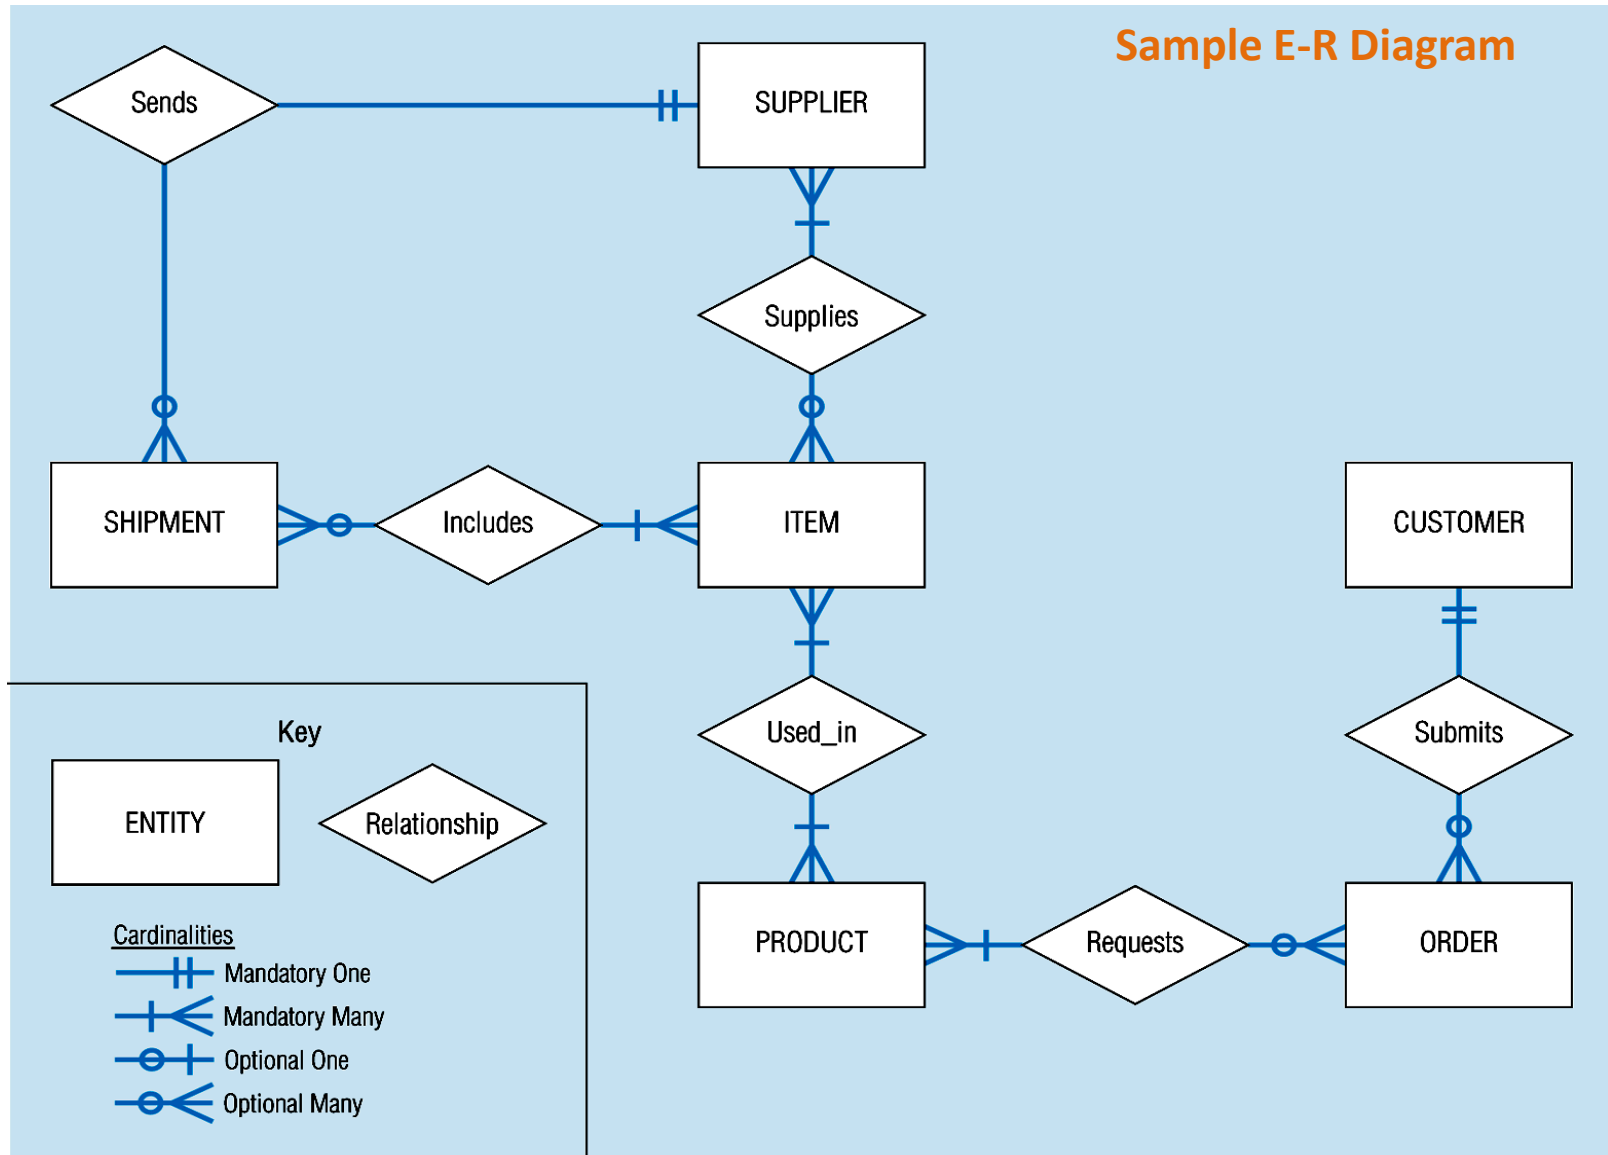 Sample E-R Diagram
Sends
SUPPLIER
Supplies
SHIPMENT
Includes
ITEM
CUSTOMER
Used_in
Submits
PRODUCT
Requests
ORDER
Key
ENTITY
Relationship
Cardinalities
Mandatory One
Mandatory Many
Optional One
Optional Many